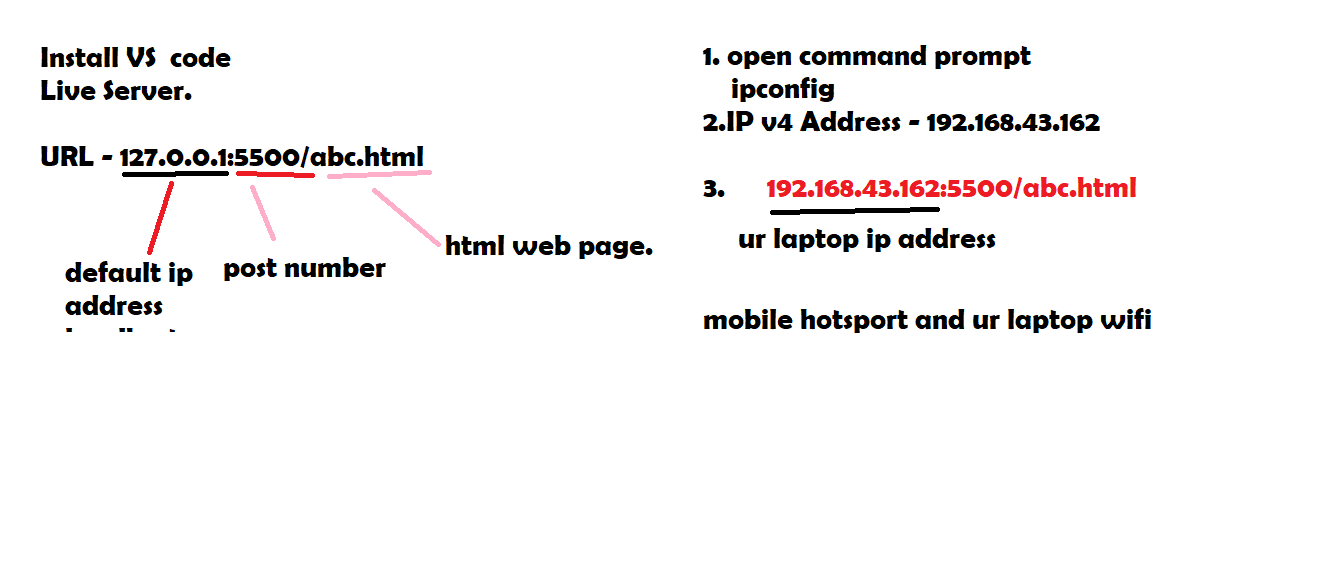 Install VS code
Live Server.
URL - 127.0.0.1:5500/abc.html
default ip
address
post number
html web page.
1. open command prompt
ipconfig
2.IP v4 Address - 192.168.43.162
3. 192.168.43.162:5500/abc.html
ur laptop ip address
mobile hotsport and ur laptop wifi